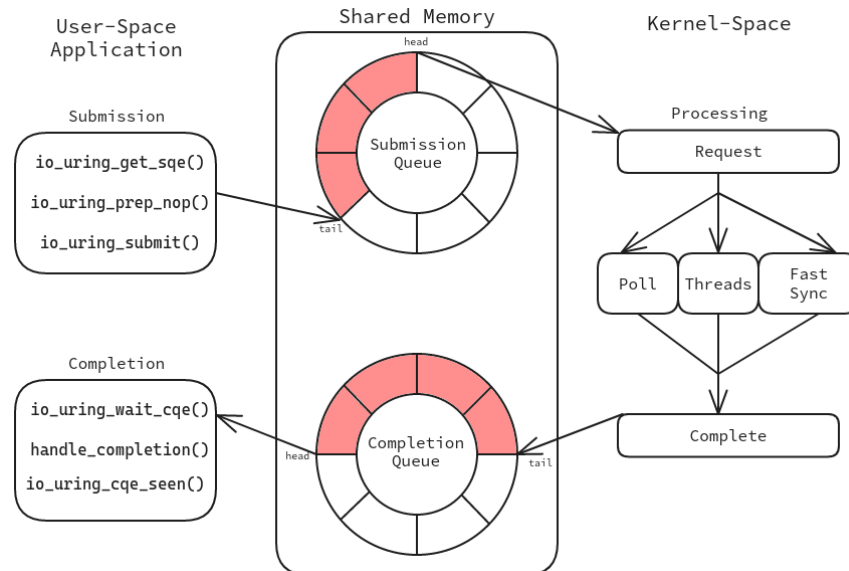 User-Space
Application
Shared Memory
Kernel-Space
head
Submission
io_uring_get_sqe()
io_uring_prep_nop()
io_uring_submit()
Submission
Queue
tail
Processing
Request
Poll
Threads
Fast
Sync
Completion
io_uring_wait_cqe()
handle_completion()
io_uring_cqe_seen()
Completion
Queue
head
tail
Complete